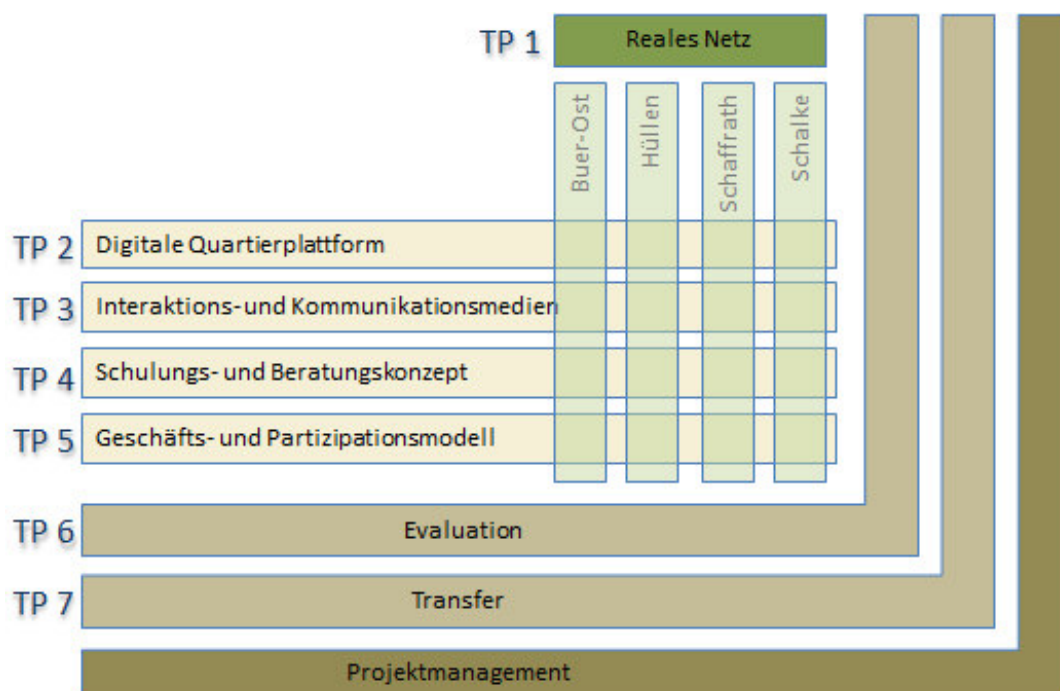 TP 1 Reales Netz
Buer-Ost
Hüllen
Schaffrath
Schalke
TP 2 Digitale Quartierplattform
TP 3 Interaktions- und Kommunikationsmedien
TP 4 Schulungs- und Beratungskonzept
TP 5 Geschäfts- und Partizipationsmodell
TP 6 Evaluation
TP 7 Transfer
Projektmanagement